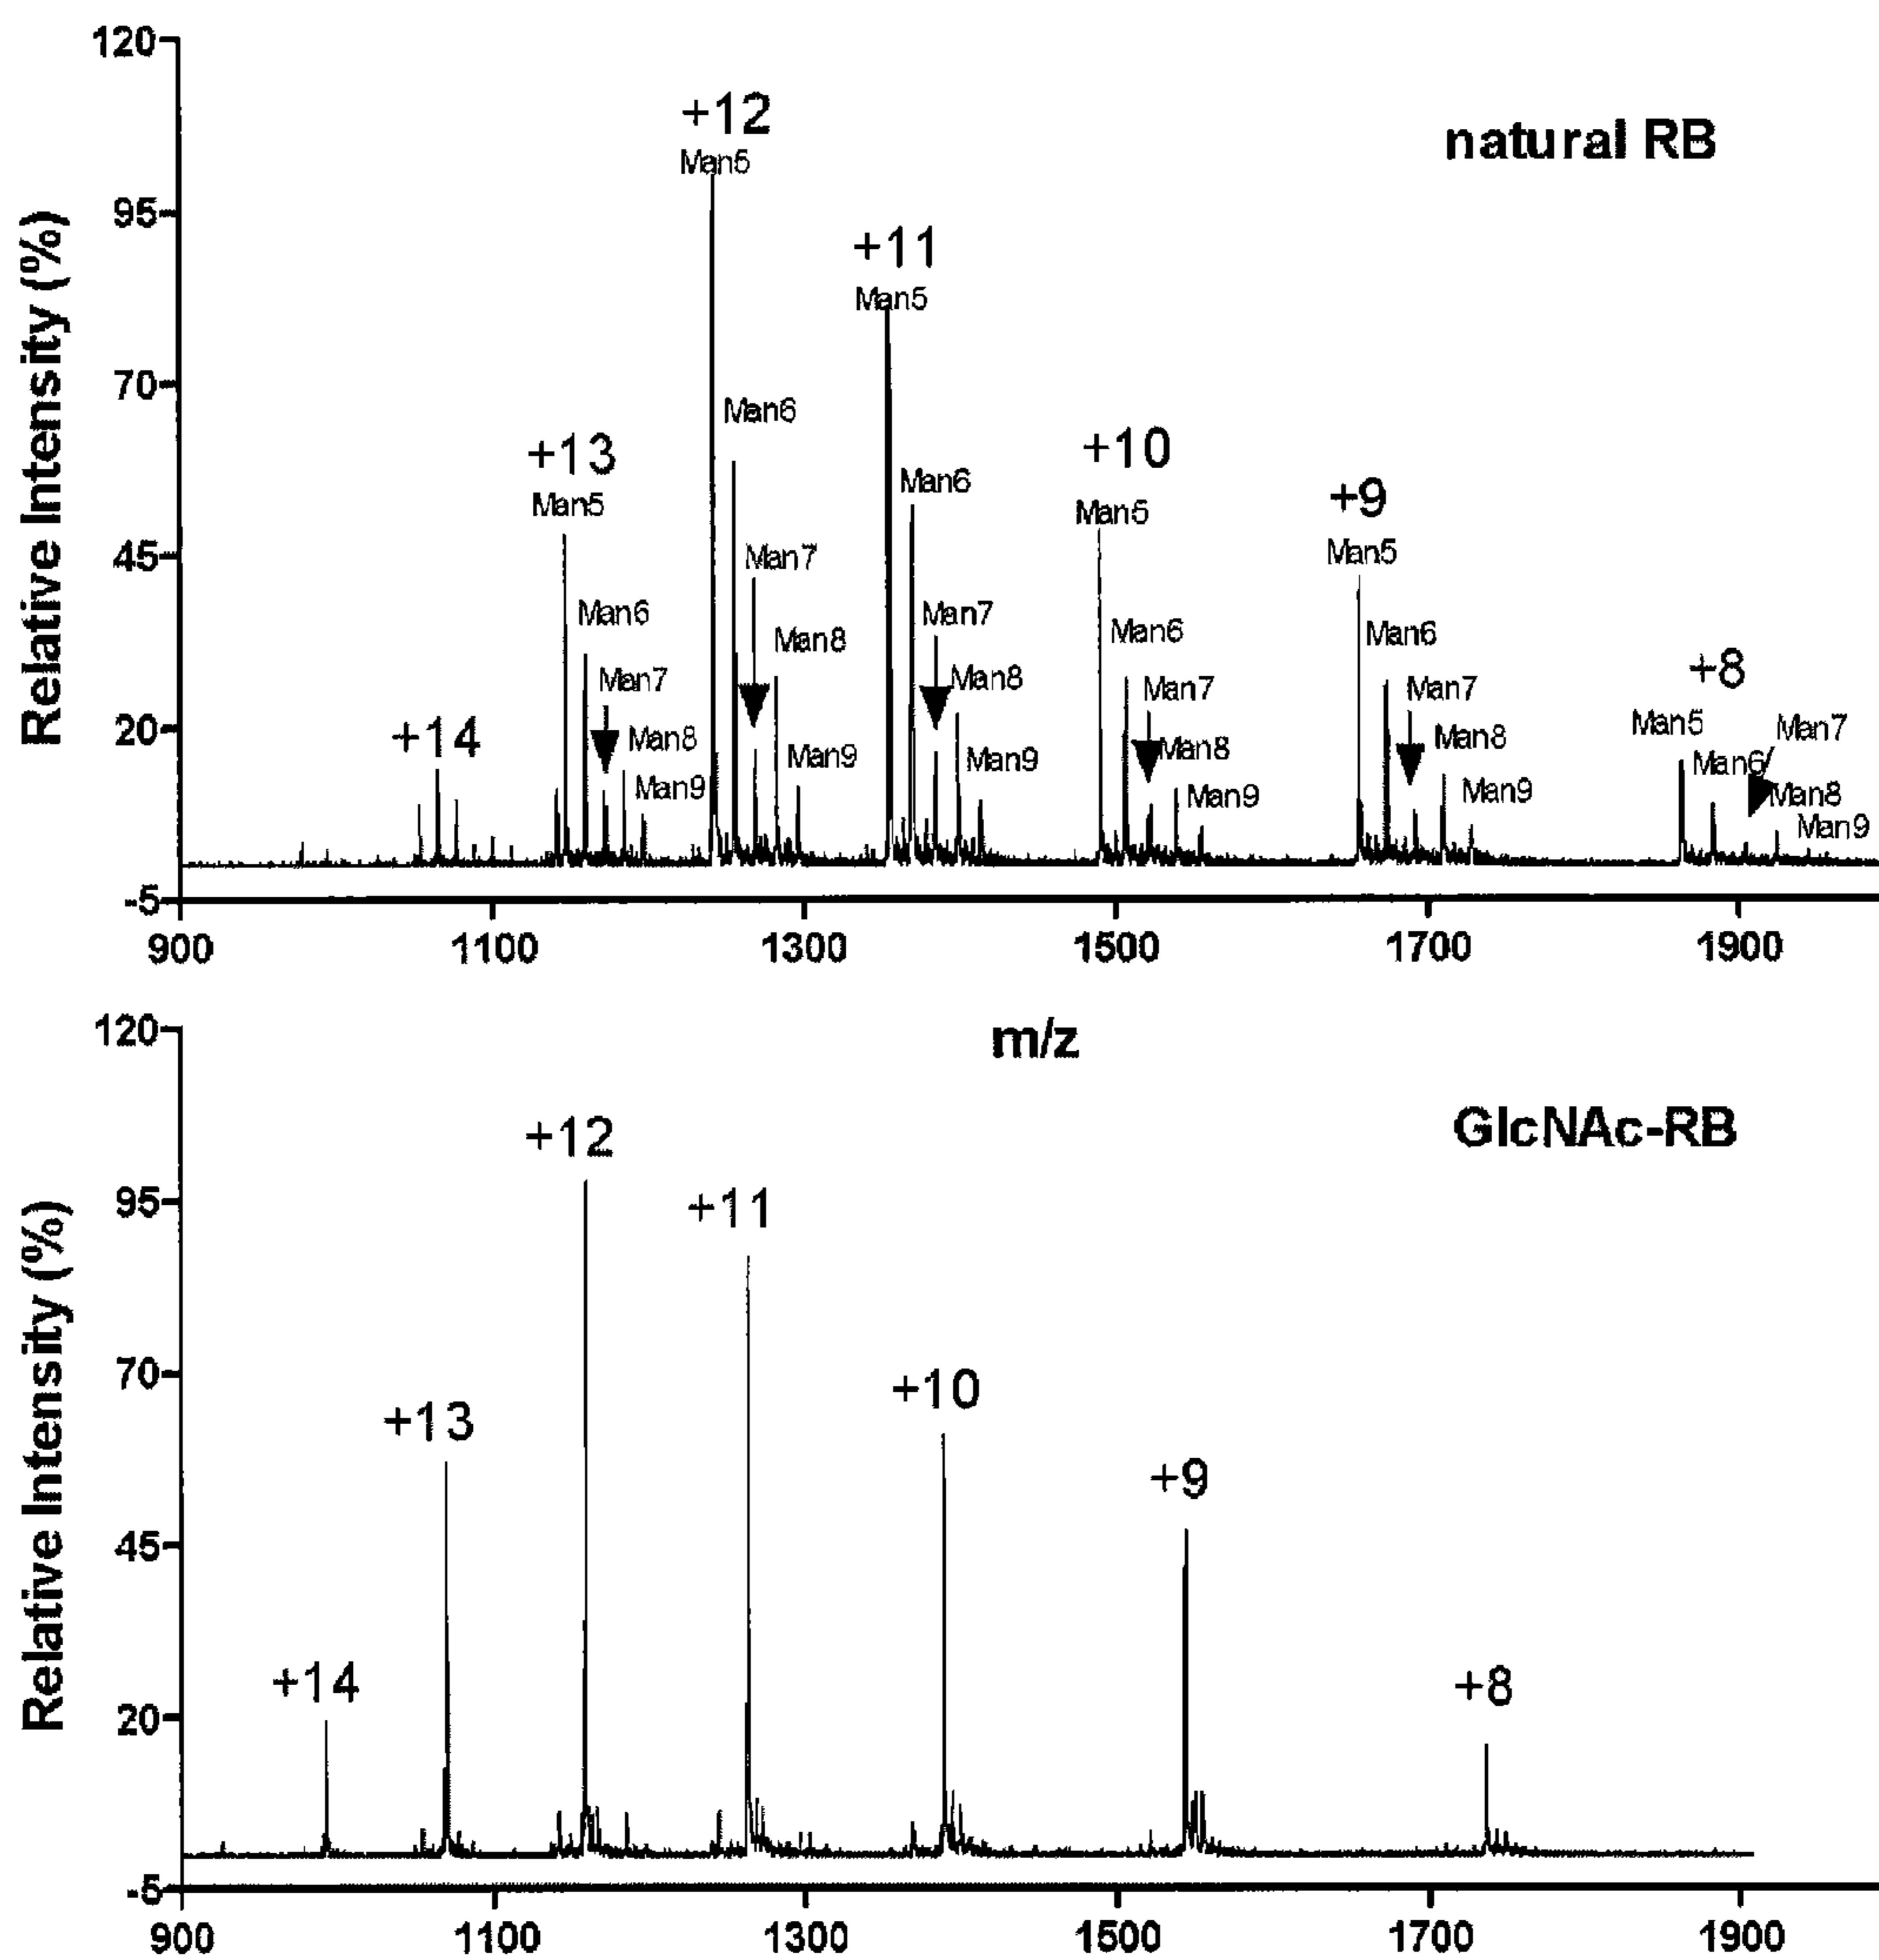 120
95
70
45
20
-5
Relative Intensity (%)
natural RB
+14
+13
Man5
Man6
Man7
Man8
Man9
+12
Man5
Man6
Man7
Man8
Man9
+11
Man5
Man6
Man7
Man8
Man9
+10
Man5
Man6
Man7
Man8
Man9
+9
Man5
Man6
Man7
Man8
Man9
+8
Man5
Man6
Man7
Man8
Man9
900 1100 1300 1500 1700 1900
m/z
120
95
70
45
20
-5
Relative Intensity (%)
GlcNAc-RB
+14
+13
+12
+11
+10
+9
+8
900 1100 1300 1500 1700 1900